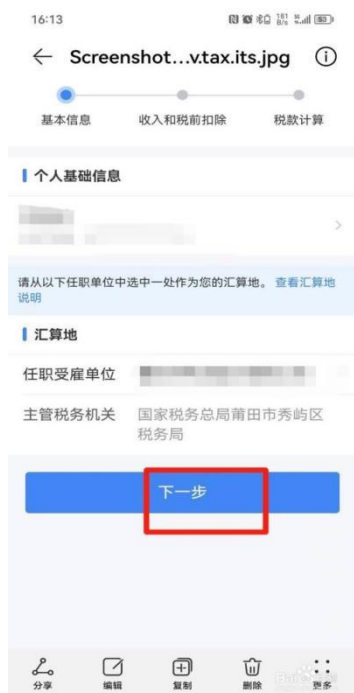 16:13
Screenshot...v.tax.its.jpg
基本信息 收入和税前扣除 税款计算
个人基础信息
请从以下任职单位中选中一处作为您的汇算地。 查看汇算地
说明
汇算地
任职受雇单位
主管税务机关 国家税务总局莆田市秀屿区
税务局
下一步
分享 编辑 复制 删除 更多